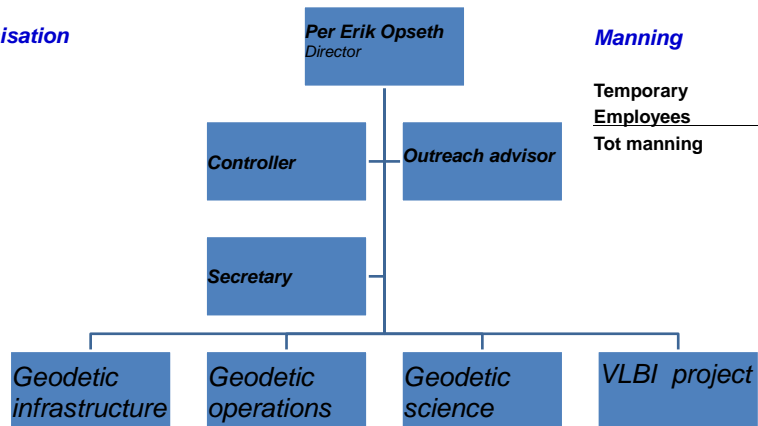 isation
Per Erik Opseth
Director
Manning
Temporary
Employees
Tot manning
Controller
Outreach advisor
Secretary
Geodetic
infrastructure
Geodetic
operations
Geodetic
science
VLBI project